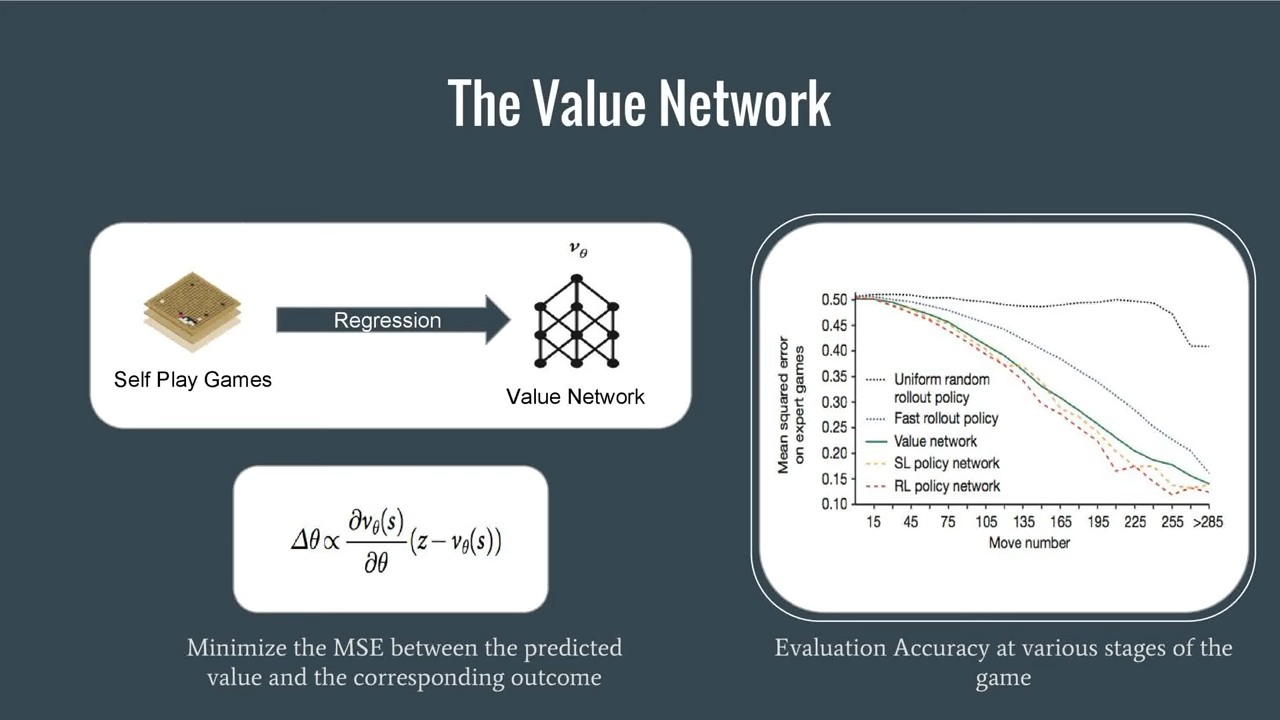 The Value Network
ν_θ
Regression
Self Play Games
Value Network
Δθ ∝ ∂ν_θ(s)/∂θ (z − ν_θ(s))
Minimize the MSE between the predicted
value and the corresponding outcome
Mean squared error
on expert games
0.50
0.45
0.40
0.35
0.30
0.25
0.20
0.15
0.10
Uniform random
rollout policy
Fast rollout policy
Value network
SL policy network
RL policy network
15 45 75 105 135 165 195 225 255 >285
Move number
Evaluation Accuracy at various stages of the
game